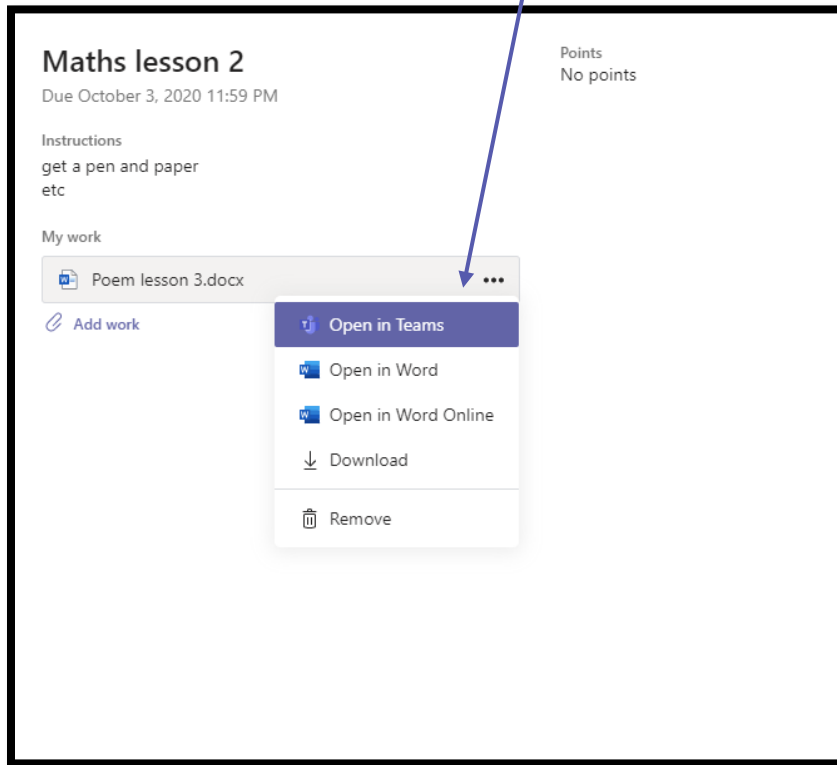 Maths lesson 2
Due October 3, 2020 11:59 PM
Points
No points
Instructions
get a pen and paper
etc
My work
Poem lesson 3.docx
Add work
Open in Teams
Open in Word
Open in Word Online
Download
Remove